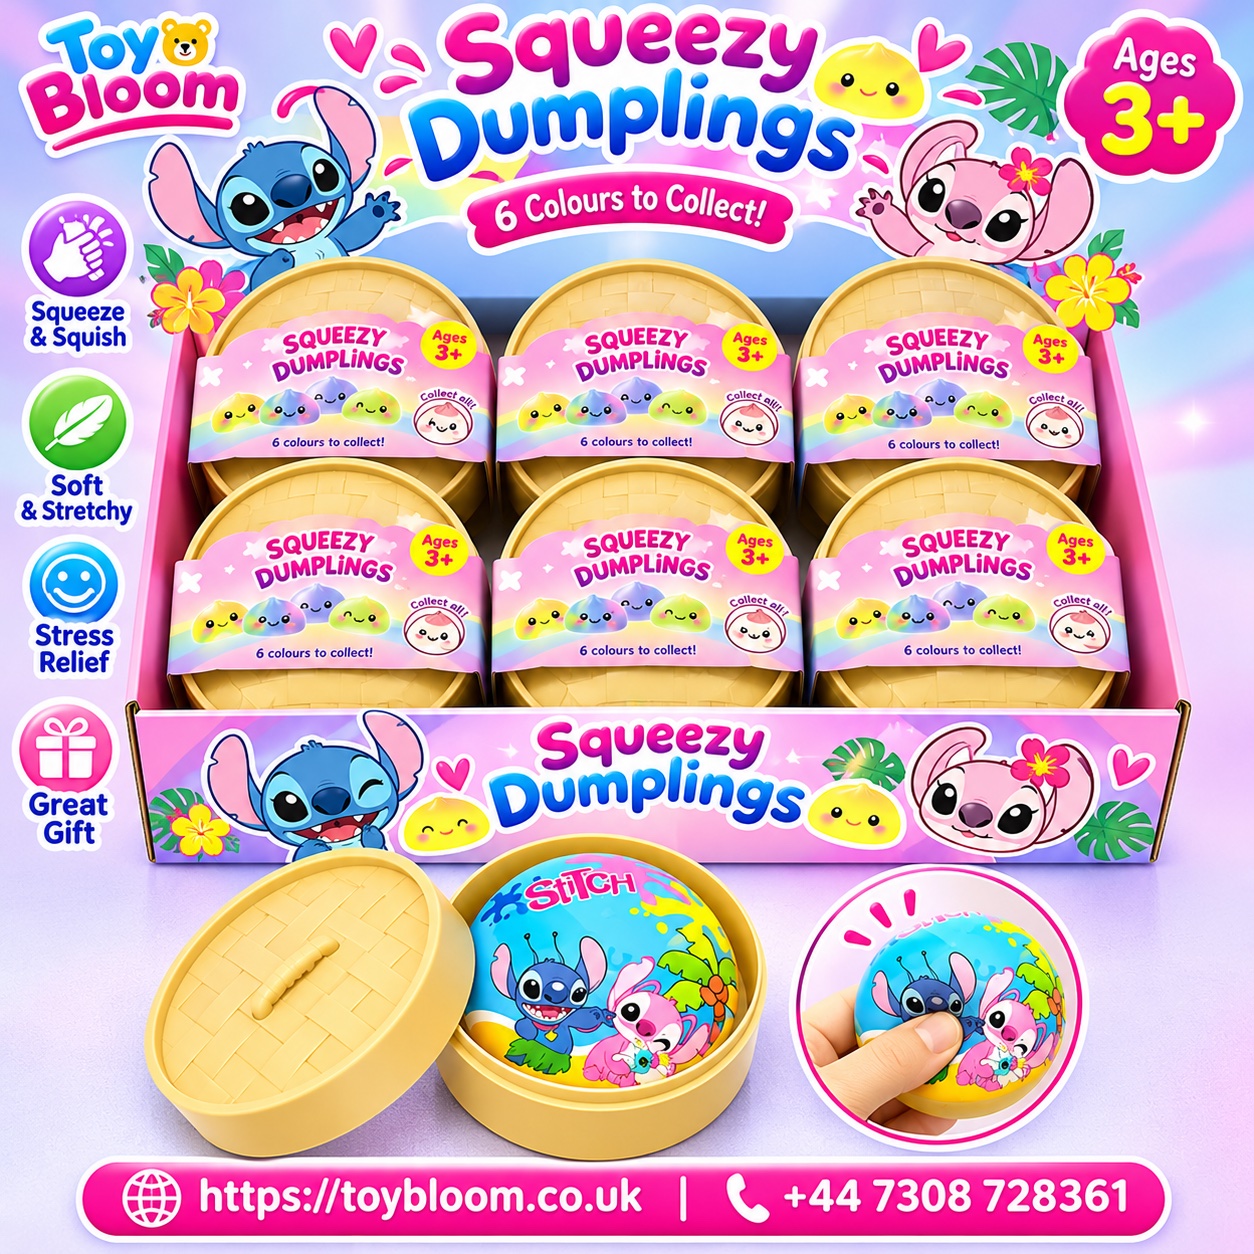 Toy
Bloom
Squeezy
Dumplings
6 Colours to Collect!
Ages
3+
Squeeze
& Squish
Soft
& Stretchy
Stress
Relief
Great
Gift
SQUEEZY
DUMPLiNGS
Ages
3+
Collect all!
6 colours to collect!
SQUEEZY
DUMPLiNGS
Ages
3+
Collect all!
6 colours to collect!
SQUEEZY
DUMPLiNGS
Ages
3+
Collect all!
6 colours to collect!
SQUEEZY
DUMPLiNGS
Ages
3+
Collect all!
6 colours to collect!
SQUEEZY
DUMPLiNGS
Ages
3+
Collect all!
6 colours to collect!
SQUEEZY
DUMPLiNGS
Ages
3+
Collect all!
6 colours to collect!
Squeezy
Dumplings
STiTCH
https://toybloom.co.uk | +44 7308 728361